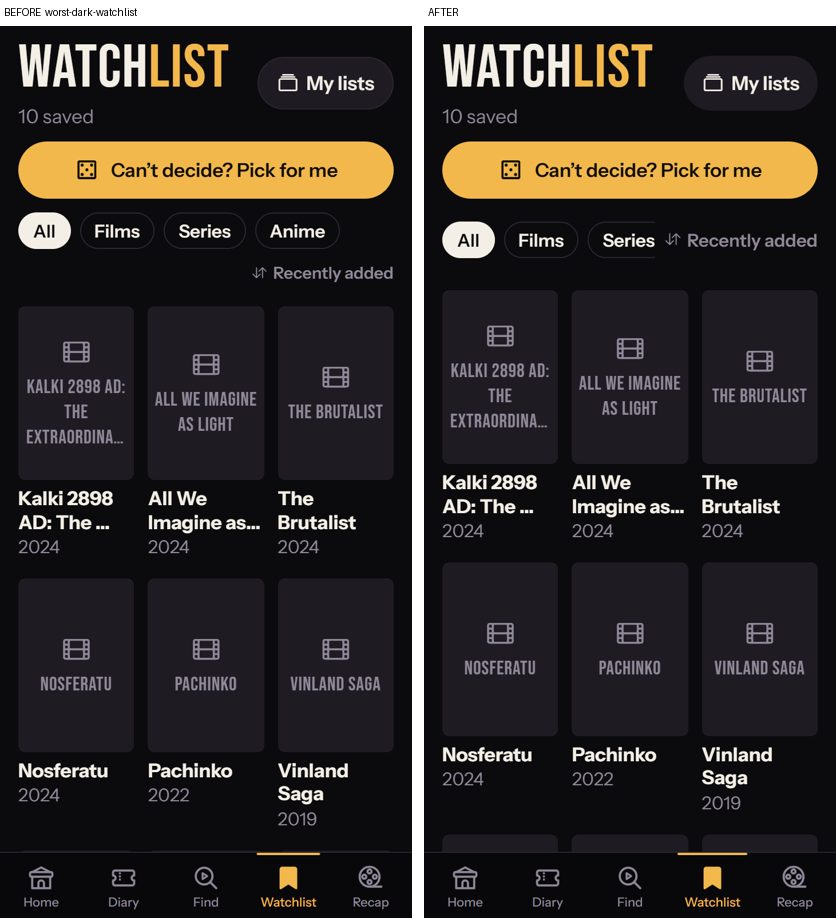 BEFORE worst-dark-watchlist
WATCHLIST
My lists
10 saved
Can’t decide? Pick for me
All Films Series Anime
Recently added
KALKI 2898 AD:
THE
EXTRAORDINA...
ALL WE IMAGINE
AS LIGHT
THE BRUTALIST
Kalki 2898
AD: The ...
2024
All We
Imagine as...
2024
The
Brutalist
2024
NOSFERATU
PACHINKO
VINLAND SAGA
Nosferatu
2024
Pachinko
2022
Vinland
Saga
2019
Home Diary Find Watchlist Recap
AFTER
WATCHLIST
My lists
10 saved
Can’t decide? Pick for me
All Films Series Recently added
KALKI 2898 AD:
THE
EXTRAORDINA...
ALL WE IMAGINE
AS LIGHT
THE BRUTALIST
Kalki 2898
AD: The ...
2024
All We
Imagine as...
2024
The
Brutalist
2024
NOSFERATU
PACHINKO
VINLAND SAGA
Nosferatu
2024
Pachinko
2022
Vinland
Saga
2019
Home Diary Find Watchlist Recap